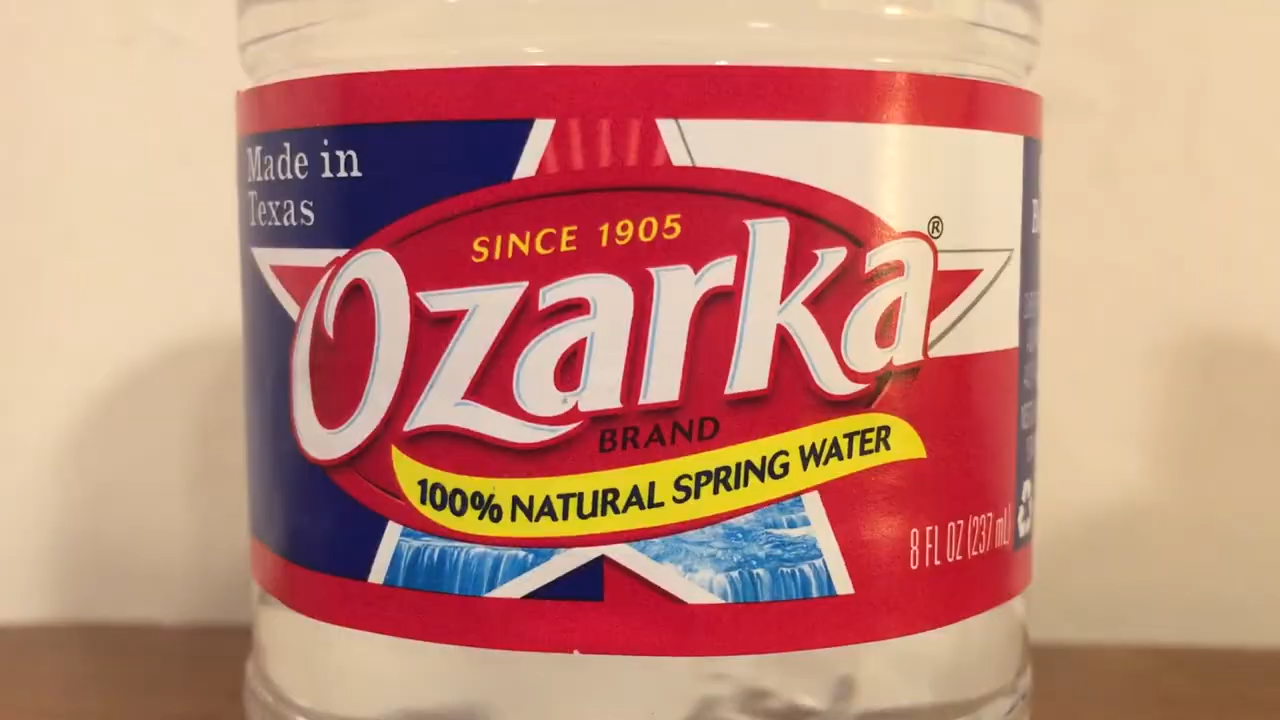 Made in
Texas
SINCE 1905
Ozarka®
BRAND
100% NATURAL SPRING WATER
8 FL OZ (237 mL)